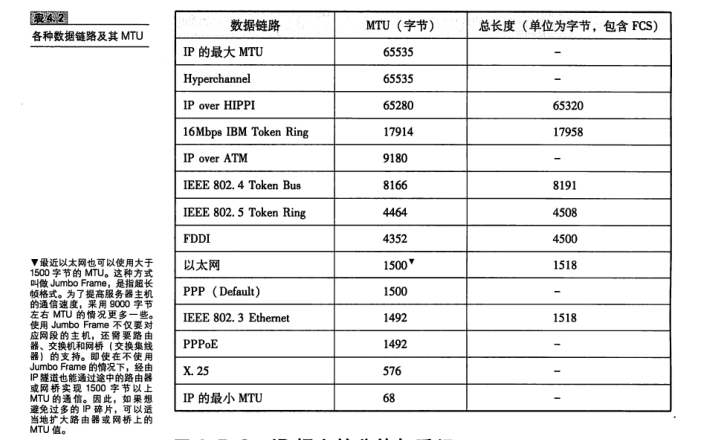 表4.2
各种数据链路及其 MTU
数据链路 MTU（字节） 总长度（单位为字节，包含 FCS）
IP 的最大 MTU 65535 –
Hyperchannel 65535 –
IP over HIPPI 65280 65320
16Mbps IBM Token Ring 17914 17958
IP over ATM 9180 –
IEEE 802.4 Token Bus 8166 8191
IEEE 802.5 Token Ring 4464 4508
FDDI 4352 4500
以太网 1500▼ 1518
PPP（Default） 1500 –
IEEE 802.3 Ethernet 1492 1518
PPPoE 1492 –
X.25 576 –
IP 的最小 MTU 68 –
▼最近以太网也可以使用大于
1500 字节的 MTU。这种方式
叫做 Jumbo Frame，是指超长
帧格式。为了提高服务器主机
的通信速度，采用 9000 字节
左右 MTU 的情况更多一些。
使用 Jumbo Frame 不仅要对
应网段的主机，还需要路由
器、交换机和网桥（交换集线
器）的支持。即使在不使用
Jumbo Frame 的情况下，经由
IP 隧道也能通过途中的路由器
或网桥实现 1500 字节以上
MTU 的通信。因此，如果想
避免过多的 IP 碎片，可以适
当地扩大路由器或网桥上的
MTU 值。